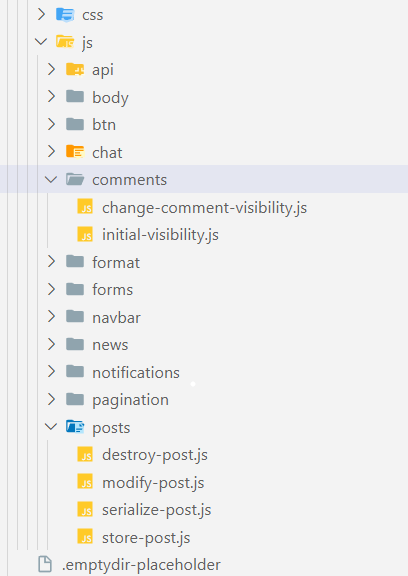 css
js
api
body
btn
chat
comments
JS change-comment-visibility.js
JS initial-visibility.js
format
forms
navbar
news
notifications
pagination
posts
JS destroy-post.js
JS modify-post.js
JS serialize-post.js
JS store-post.js
.emptydir-placeholder